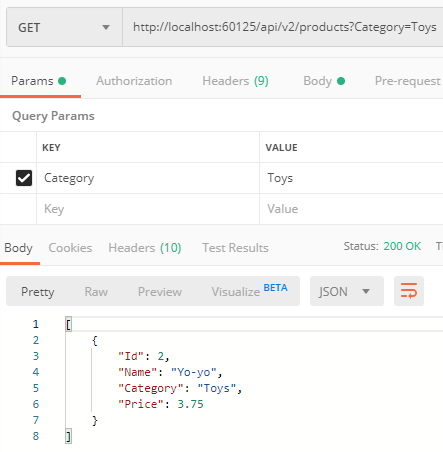 GET http://localhost:60125/api/v2/products?Category=Toys
Params Authorization Headers (9) Body Pre-request
Query Params
KEY VALUE
Category Toys
Key Value
Body Cookies Headers (10) Test Results Status: 200 OK T
Pretty Raw Preview Visualize BETA JSON
1 [
2 {
3 "Id": 2,
4 "Name": "Yo-yo",
5 "Category": "Toys",
6 "Price": 3.75
7 }
8 ]